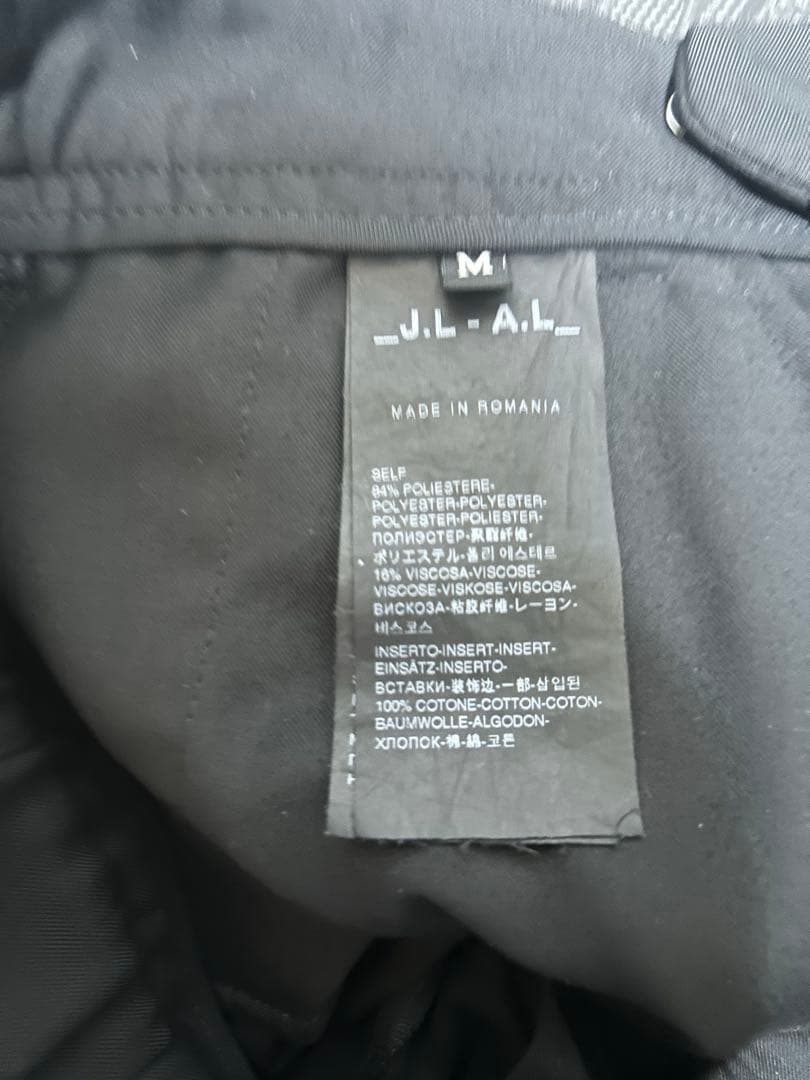 M
_J.L - A.L_
MADE IN ROMANIA
SELF
84% POLIESTERE-
POLYESTER-POLYESTER-
POLYESTER-POLIESTER-
ПОЛИЭСТЕР-聚酯纤维-
ポリエステル-폴리 에스테르
16% VISCOSA-VISCOSE-
VISCOSE-VISKOSE-VISCOSA-
ВИСКОЗА-粘胶纤维-レーヨン-
비스코스
INSERTO-INSERT-INSERT-
EINSÄTZ-INSERTO-
ВСТАВКИ-装饰边-一部-삽입된
100% COTONE-COTTON-COTON-
BAUMWOLLE-ALGODON-
ХЛОПОК-棉-綿-코튼